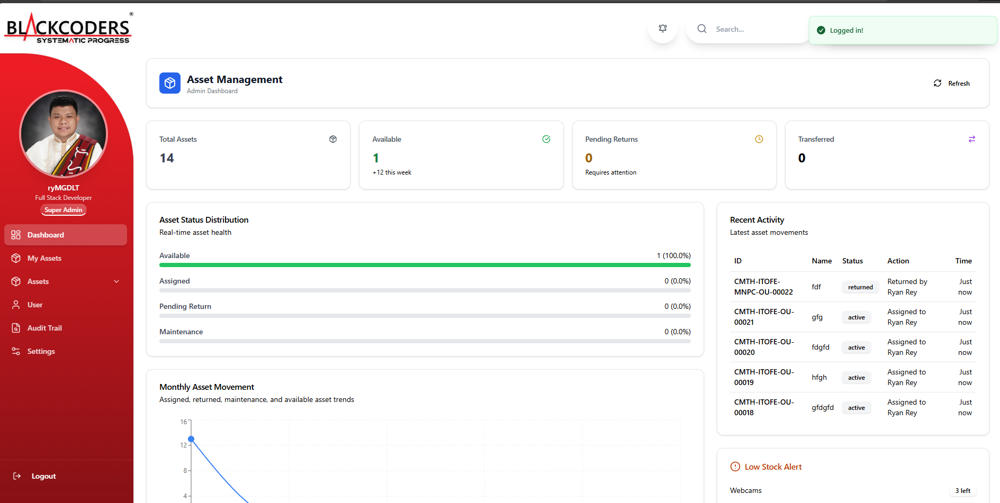 BLACKCODERS®
SYSTEMATIC PROGRESS
Search...
Logged in!
ryMGDLT
Full Stack Developer
Super Admin
Dashboard
My Assets
Assets
User
Audit Trail
Settings
Logout
Asset Management
Admin Dashboard
Refresh
Total Assets
14
Available
1
+12 this week
Pending Returns
0
Requires attention
Transferred
0
Asset Status Distribution
Real-time asset health
Available 1 (100.0%)
Assigned 0 (0.0%)
Pending Return 0 (0.0%)
Maintenance 0 (0.0%)
Monthly Asset Movement
Assigned, returned, maintenance, and available asset trends
16
12
8
4
Recent Activity
Latest asset movements
ID Name Status Action Time
CMTH-ITOFE-
MNPC-OU-00022
fdf
returned
Returned by
Ryan Rey
Just
now
CMTH-ITOFE-OU-
00021
gfg
active
Assigned to
Ryan Rey
Just
now
CMTH-ITOFE-OU-
00020
fdgfd
active
Assigned to
Ryan Rey
Just
now
CMTH-ITOFE-OU-
00019
hfgh
active
Assigned to
Ryan Rey
Just
now
CMTH-ITOFE-OU-
00018
gfdgfd
active
Assigned to
Ryan Rey
Just
now
Low Stock Alert
Webcams 3 left